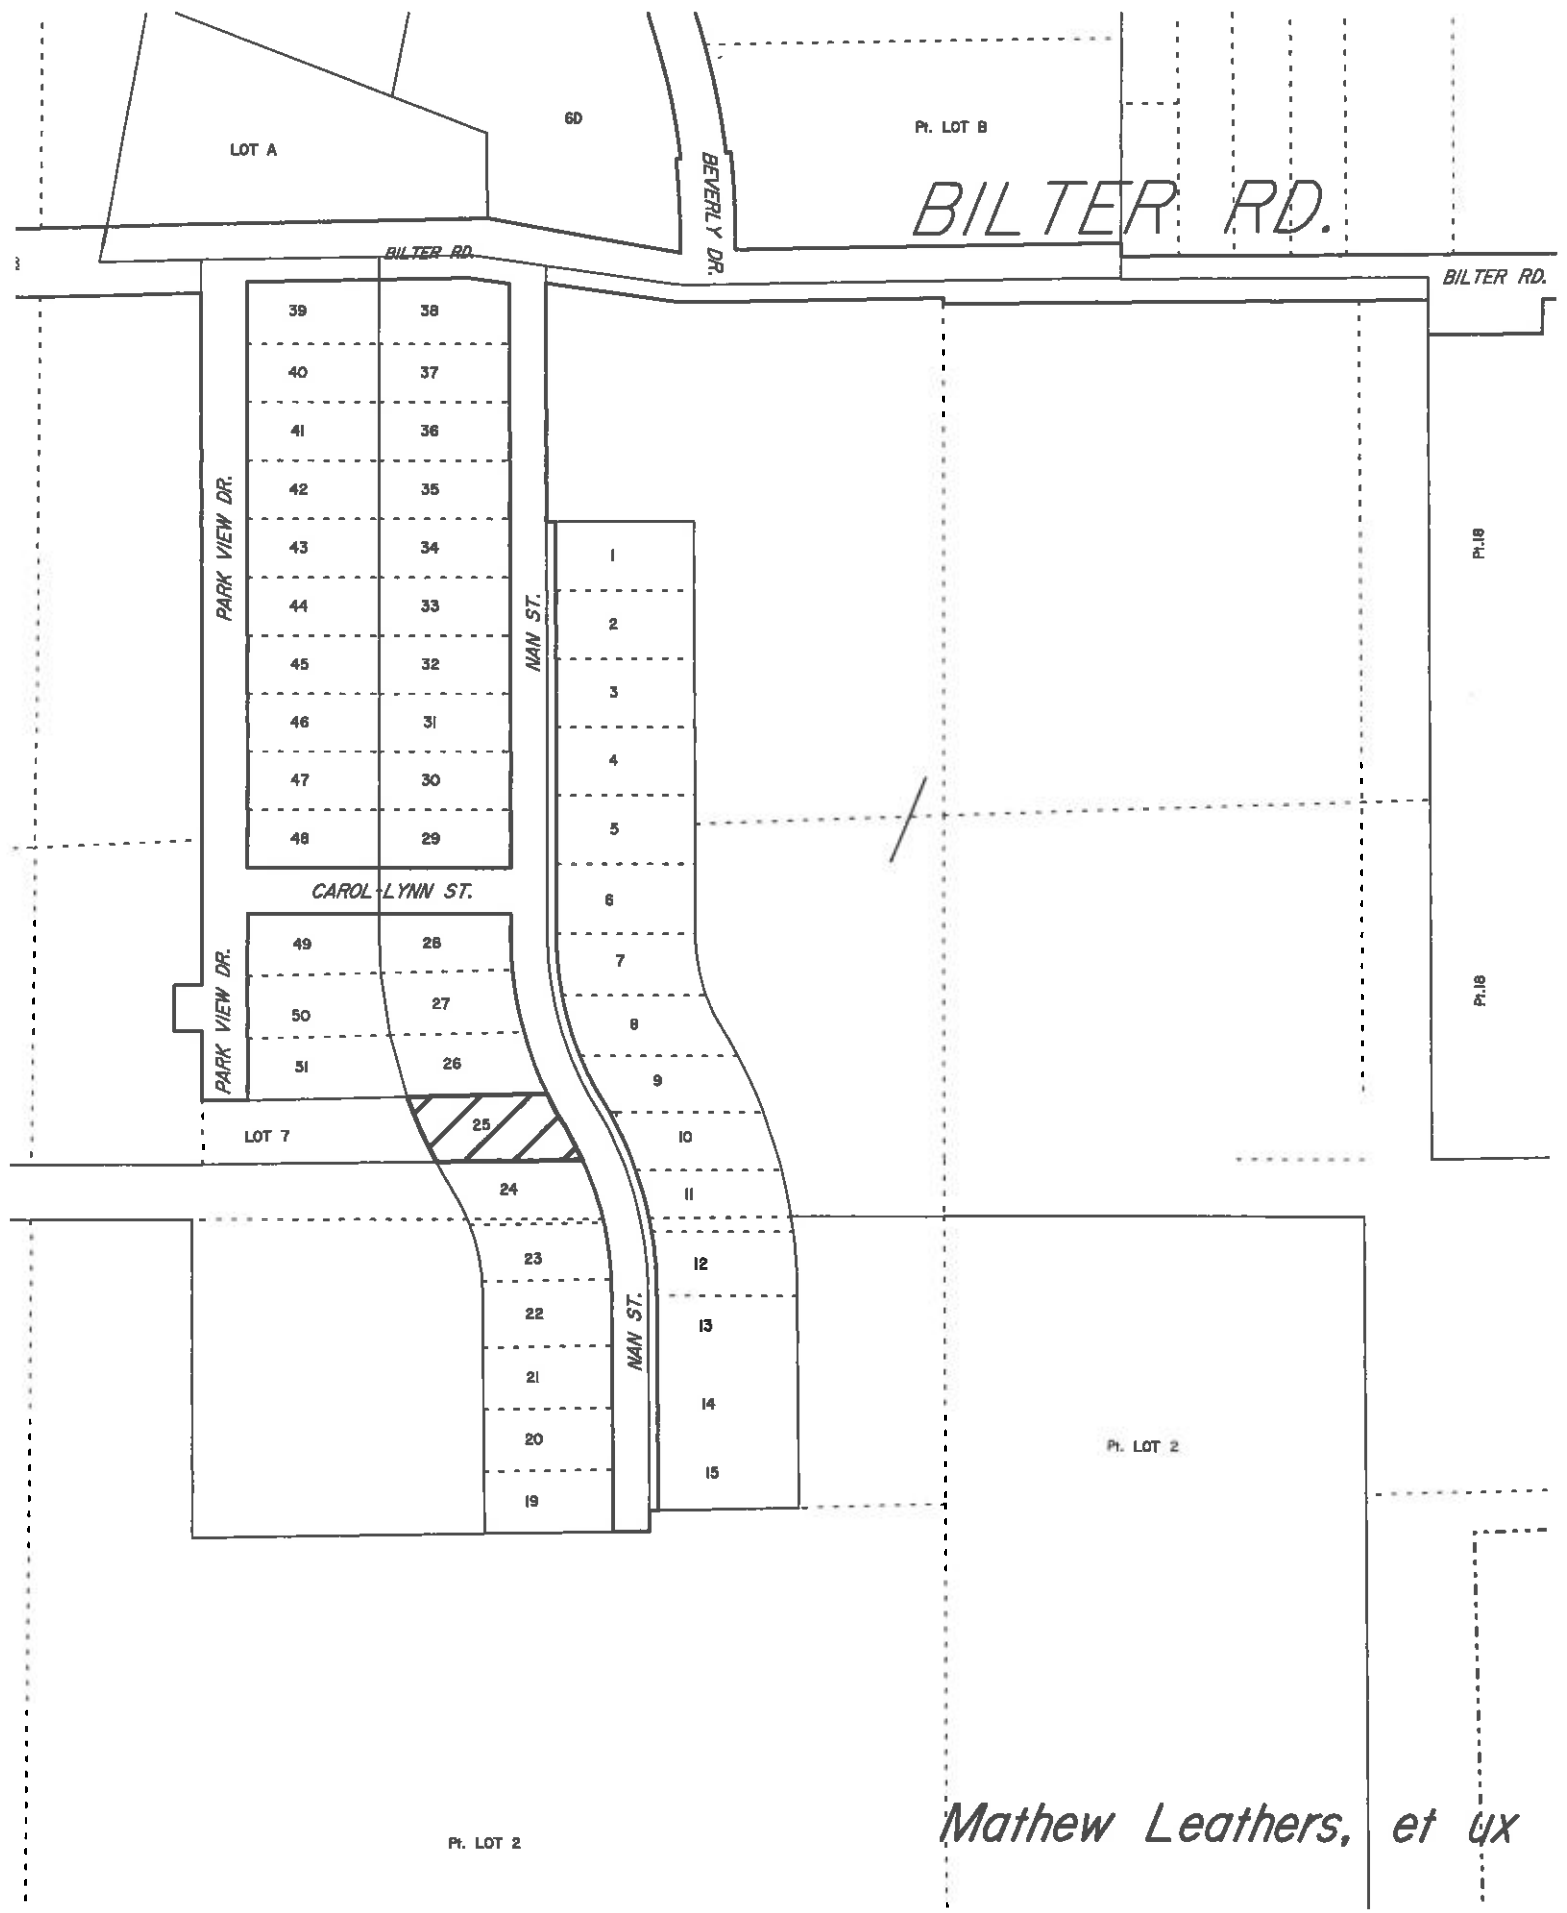 6D
Pt. LOT B
LOT A
BEVERLY DR.
BILTER RD.
BILTER RD.
BILTER RD.
39 38
40 37
41 36
42 35
43 34
44 33
45 32
46 31
47 30
48 29
PARK VIEW DR.
NAN ST.
1
2
3
4
5
6
7
8
9
10
11
12
13
14
15
Pt.18
Pt.18
CAROL-LYNN ST.
49 28
50 27
51 26
PARK VIEW DR.
25
LOT 7
24
23
22
21
20
19
NAN ST.
Pt. LOT 2
Pt. LOT 2
Mathew Leathers, et ux